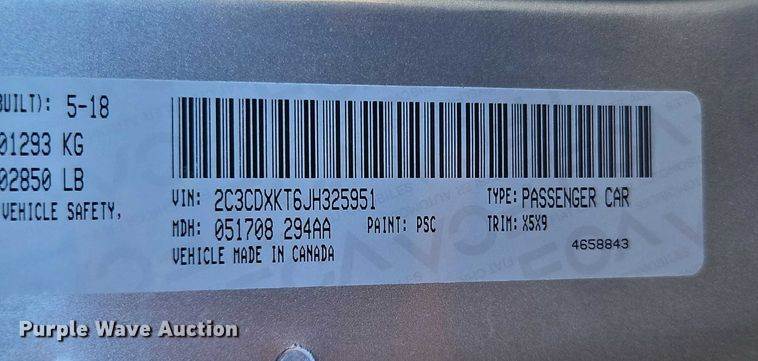 BUILT): 5-18
01293 KG
02850 LB
VEHICLE SAFETY,
VIN: 2C3CDXKT6JH325951
TYPE: PASSENGER CAR
MDH: 051708 294AA
PAINT: PSC
TRIM: X5X9
VEHICLE MADE IN CANADA
4658843
Purple Wave Auction